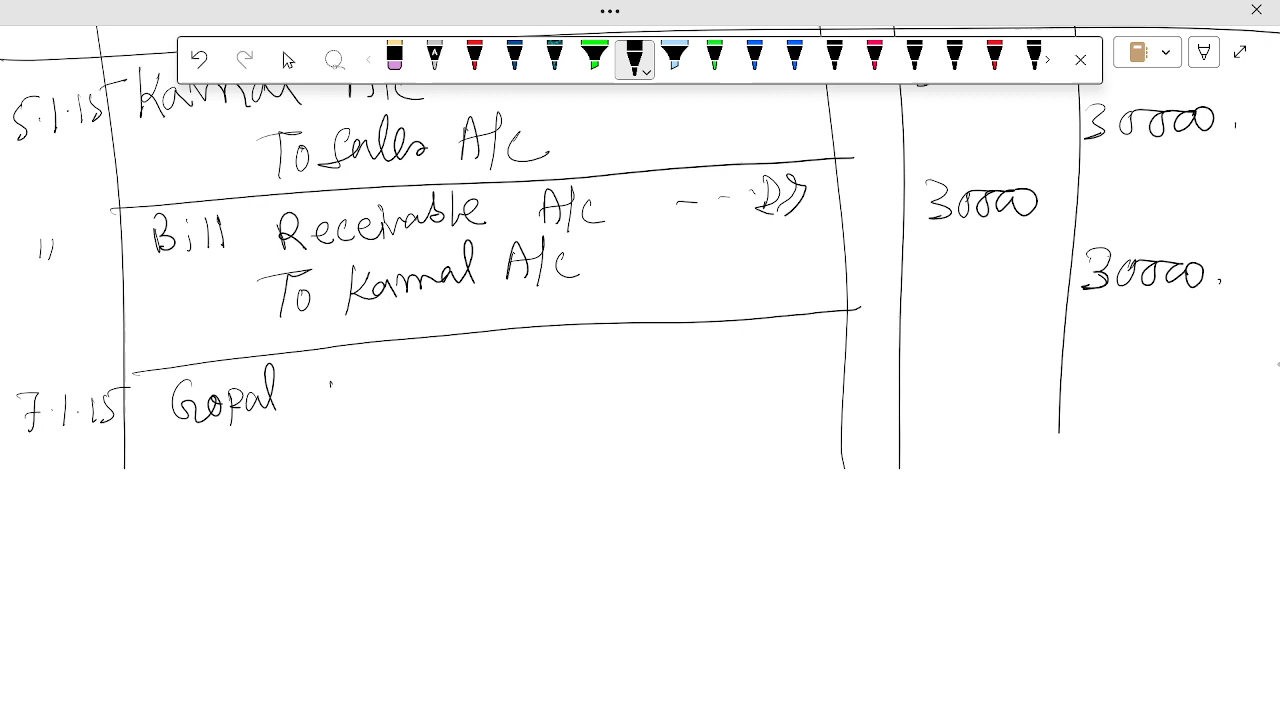 5.1.15 Kamal A/c
To Sales A/c
30000.
" Bill Receivable A/c --- Dr 30000
To Kamal A/c
30000.
7.1.15 Gopal